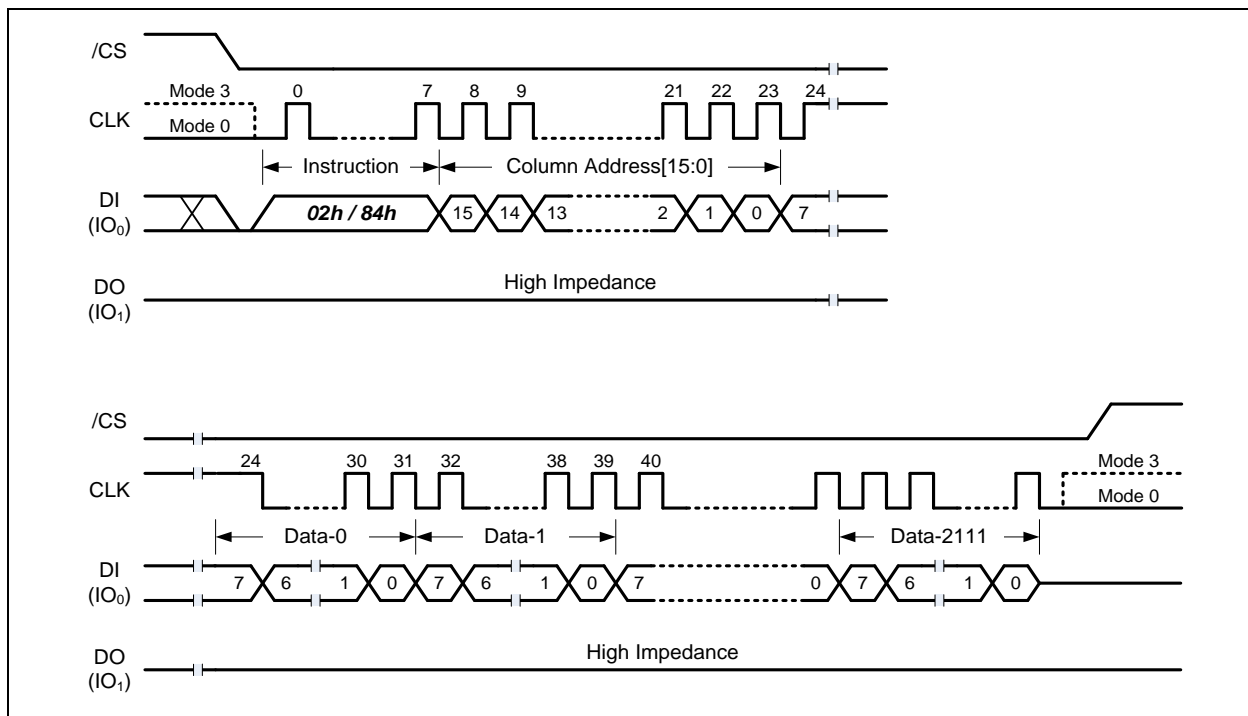 /CS
Mode 3 0 7 8 9 21 22 23 24
CLK
Mode 0
Instruction Column Address[15:0]
DI
(IO0) 02h / 84h 15 14 13 2 1 0 7
High Impedance
DO
(IO1)
/CS
24 30 31 32 38 39 40 Mode 3
CLK
Mode 0
Data-0 Data-1 Data-2111
DI
(IO0) 7 6 1 0 7 6 1 0 7 0 7 6 1 0
High Impedance
DO
(IO1)